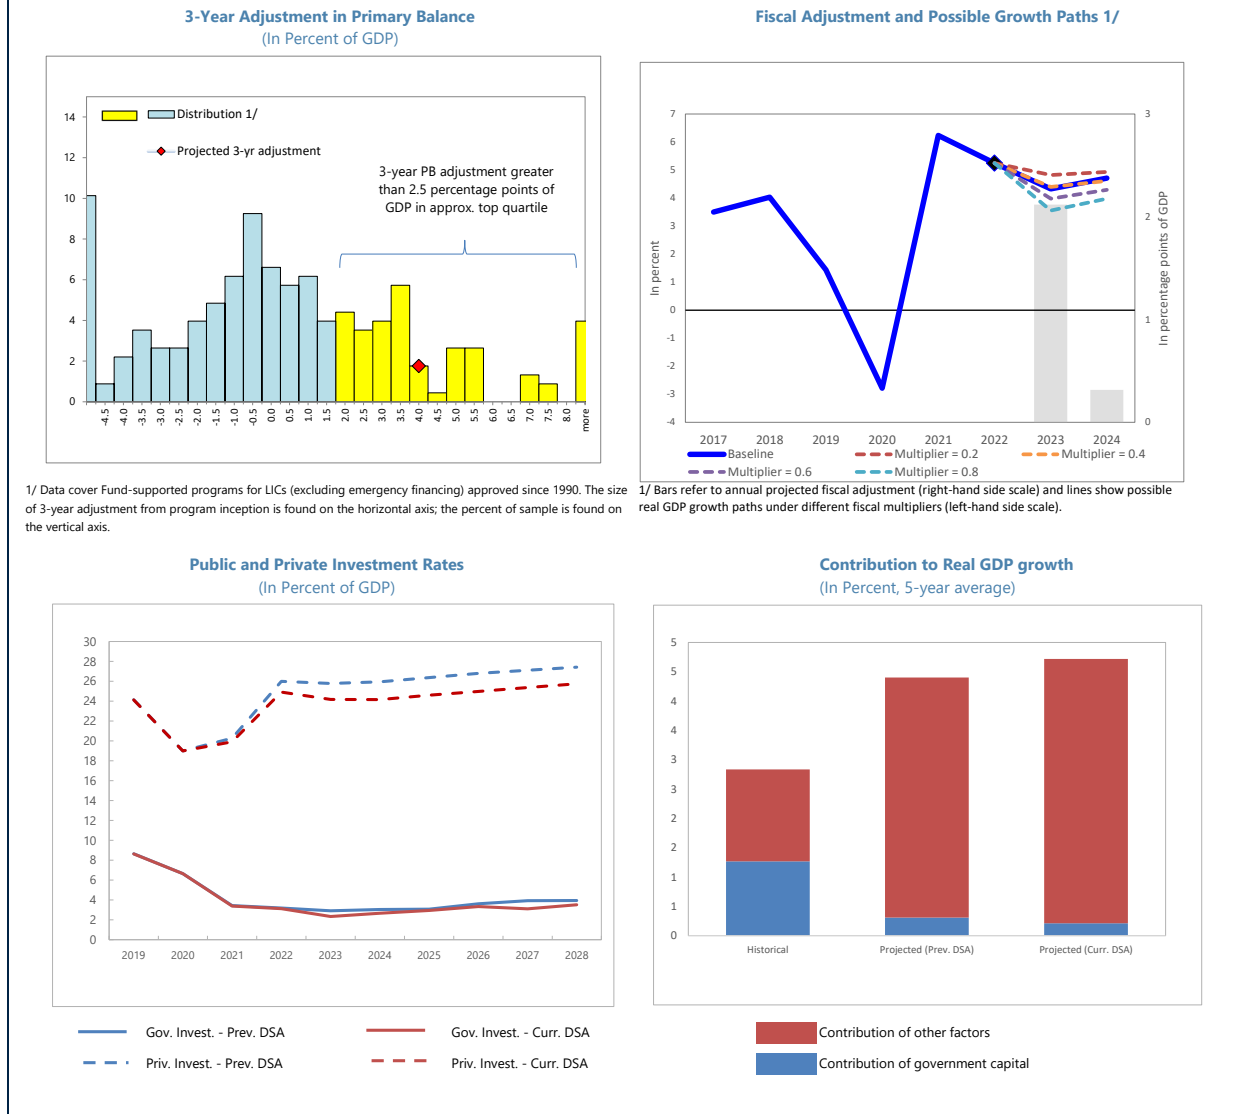 3-Year Adjustment in Primary Balance
(In Percent of GDP)
14
12
10
8
6
4
2
0
Distribution 1/
Projected 3-yr adjustment
3-year PB adjustment greater
than 2.5 percentage points of
GDP in approx. top quartile
-4.5
-4.0
-3.5
-3.0
-2.5
-2.0
-1.5
-1.0
-0.5
0.0
0.5
1.0
1.5
2.0
2.5
3.0
3.5
4.0
4.5
5.0
5.5
6.0
6.5
7.0
7.5
8.0
more
1/ Data cover Fund-supported programs for LICs (excluding emergency financing) approved since 1990. The size
of 3-year adjustment from program inception is found on the horizontal axis; the percent of sample is found on
the vertical axis.
Fiscal Adjustment and Possible Growth Paths 1/
7
6
5
4
3
2
1
0
-1
-2
-3
-4
In percent
3
2
1
0
In percentage points of GDP
2017
2018
2019
2020
2021
2022
2023
2024
Baseline
Multiplier = 0.2
Multiplier = 0.4
Multiplier = 0.6
Multiplier = 0.8
1/ Bars refer to annual projected fiscal adjustment (right-hand side scale) and lines show possible
real GDP growth paths under different fiscal multipliers (left-hand side scale).
Public and Private Investment Rates
(In Percent of GDP)
30
28
26
24
22
20
18
16
14
12
10
8
6
4
2
0
2019
2020
2021
2022
2023
2024
2025
2026
2027
2028
Gov. Invest. - Prev. DSA
Gov. Invest. - Curr. DSA
Priv. Invest. - Prev. DSA
Priv. Invest. - Curr. DSA
Contribution to Real GDP growth
(In Percent, 5-year average)
5
5
4
4
3
3
2
2
1
1
0
Historical
Projected (Prev. DSA)
Projected (Curr. DSA)
Contribution of other factors
Contribution of government capital